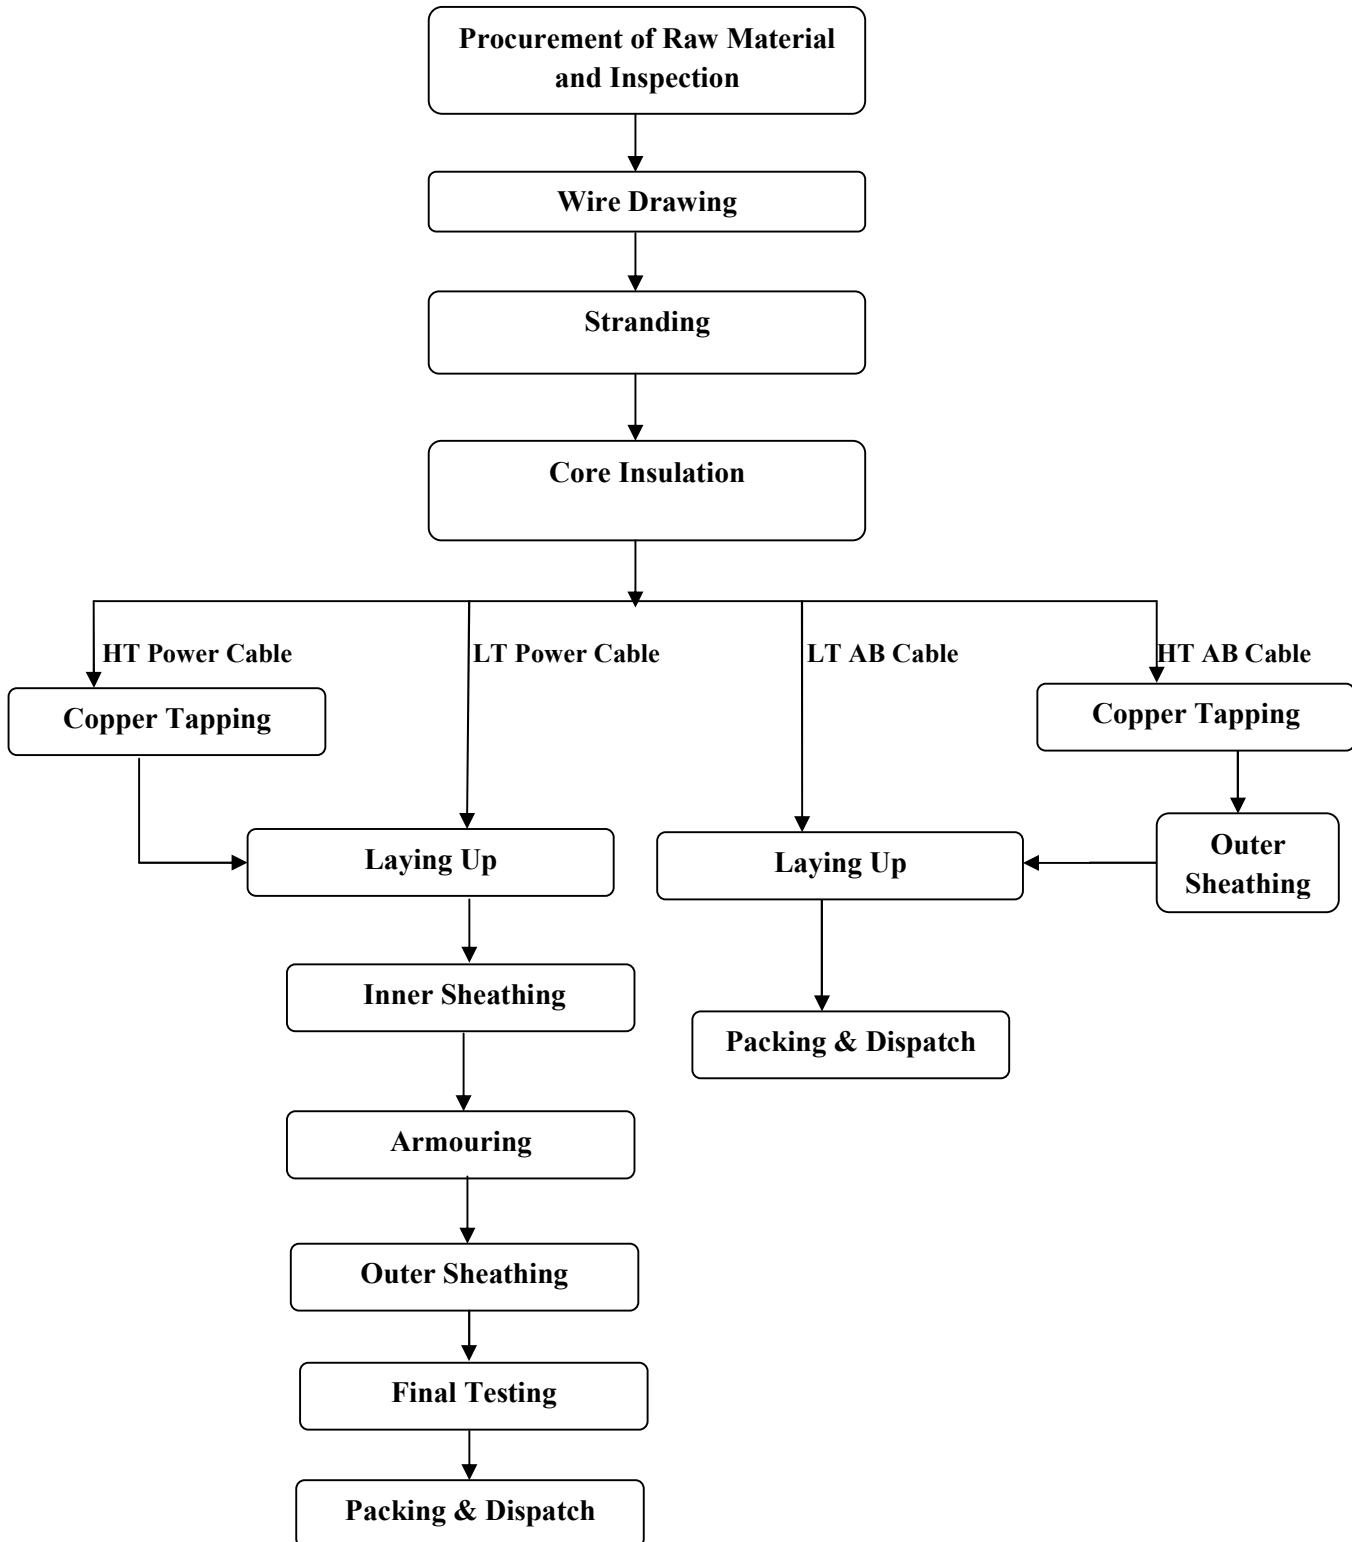 Procurement of Raw Material
and Inspection
Wire Drawing
Stranding
Core Insulation
HT Power Cable
LT Power Cable
LT AB Cable
HT AB Cable
Copper Tapping
Copper Tapping
Laying Up
Laying Up
Outer
Sheathing
Inner Sheathing
Packing & Dispatch
Armouring
Outer Sheathing
Final Testing
Packing & Dispatch